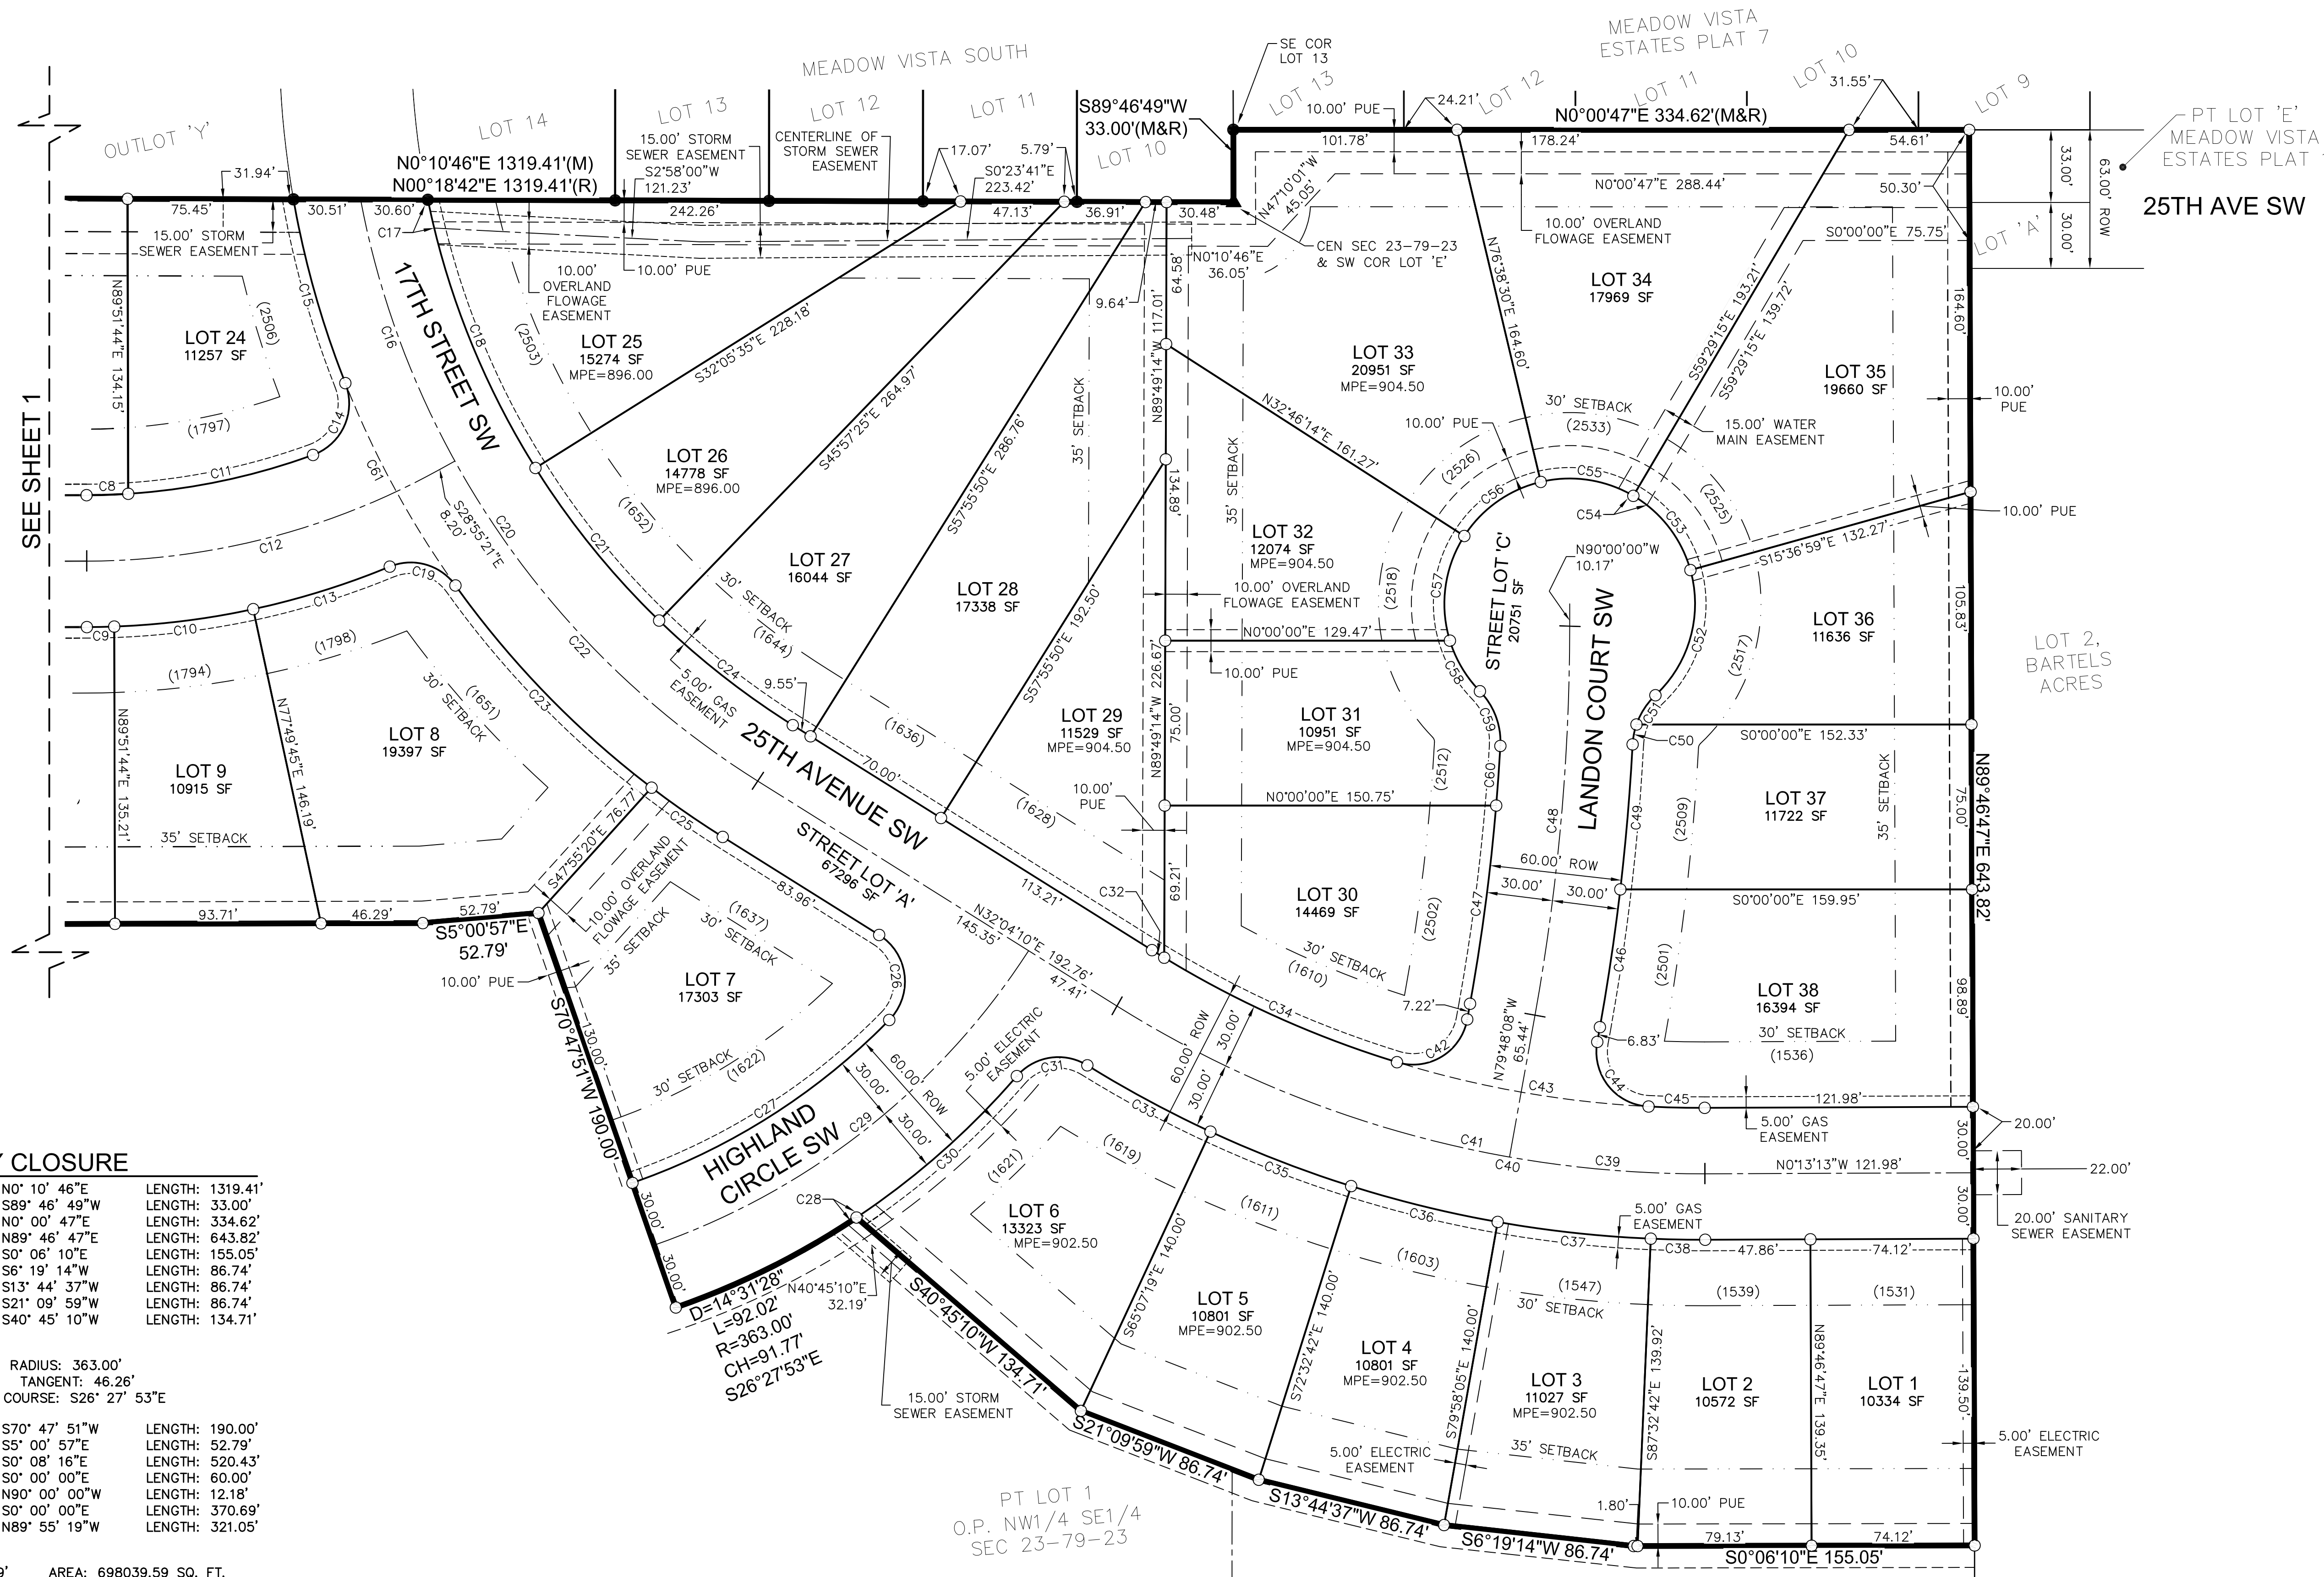 MEADOW VISTA
ESTATES PLAT 7
MEADOW VISTA SOUTH
SE COR
LOT 13
LOT 13
LOT 12
LOT 11
LOT 10
LOT 9
31.55'
24.21'
10.00' PUE
N0°00'47"E 334.62'(M&R)
S89°46'49"W
33.00'(M&R)
101.78'
178.24'
54.61'
50.30'
33.00'
30.00'
63.00' ROW
PT LOT 'E'
MEADOW VISTA
ESTATES PLAT
25TH AVE SW
LOT 'A'
OUTLOT 'Y'
LOT 14
LOT 13
LOT 12
LOT 11
LOT 10
N0°10'46"E 1319.41'(M)
N00°18'42"E 1319.41'(R)
31.94'
15.00' STORM
SEWER EASEMENT
S2°58'00"W
121.23'
CENTERLINE OF
STORM SEWER
EASEMENT
17.07'
5.79'
S0°23'41"E
223.42'
75.45'
30.51'
30.60'
242.26'
47.13'
36.91'
30.48'
15.00' STORM
SEWER EASEMENT
C17
10.00'
OVERLAND
FLOWAGE
EASEMENT
10.00' PUE
N47°10'01"W
45.05'
N0°10'46"E
36.05'
9.64'
CEN SEC 23-79-23
& SW COR LOT 'E'
N0°00'47"E 288.44'
10.00' OVERLAND
FLOWAGE EASEMENT
S0°00'00"E 75.75'
SEE SHEET 1
N89°51'44"E 134.15'
LOT 24
11257 SF
(2506)
(1797)
C15
C16
C14
C11
C8
C12
C61
17TH STREET SW
C18
(2503)
LOT 25
15274 SF
MPE=896.00
S32°05'35"E 228.18'
LOT 26
14778 SF
MPE=896.00
(1652)
S45°57'25"E 264.97'
C20
C21
S28°55'21"E
8.20'
LOT 27
16044 SF
30' SETBACK
(1644)
S57°55'50"E 286.76'
LOT 28
17338 SF
(1636)
35' SETBACK
S57°55'50"E 192.50'
64.58'
N89°49'14"W 117.01'
134.89'
N89°49'14"W 226.67'
75.00'
69.21'
LOT 33
20951 SF
MPE=904.50
N32°46'14"E 161.27'
N76°38'30"E 164.60'
LOT 34
17969 SF
S59°29'15"E 193.21'
S59°29'15"E 139.72'
30' SETBACK
(2533)
(2526)
(2525)
10.00' PUE
15.00' WATER
MAIN EASEMENT
LOT 35
19660 SF
164.60'
10.00'
PUE
10.00' PUE
S15°36'59"E 132.27'
C56
C55
C54
C53
C57
C52
C58
C51
C59
C50
C60
LOT 32
12074 SF
MPE=904.50
35' SETBACK
(2518)
10.00' OVERLAND
FLOWAGE EASEMENT
N0°00'00"E 129.47'
10.00' PUE
STREET LOT 'C'
20751 SF
N90°00'00"W
10.17'
LANDON COURT SW
LOT 36
11636 SF
(2517)
105.83'
S0°00'00"E 152.33'
LOT 2,
BARTELS
ACRES
LOT 31
10951 SF
MPE=904.50
(2512)
LOT 29
11529 SF
MPE=904.50
(1628)
10.00'
PUE
N0°00'00"E 150.75'
LOT 37
11722 SF
(2509)
35' SETBACK
75.00'
N89°46'47"E 643.82'
C48
C49
60.00' ROW
30.00'
30.00'
S0°00'00"E 159.95'
LOT 30
14469 SF
(2502)
30' SETBACK
(1610)
C47
C46
LOT 38
16394 SF
(2501)
30' SETBACK
(1536)
98.89'
7.22'
6.83'
N79°48'08"W
65.44'
C42
C43
C44
C45
121.98'
5.00' GAS
EASEMENT
20.00'
30.00'
22.00'
30.00'
20.00' SANITARY
SEWER EASEMENT
N0°13'13"W 121.98'
C41
C40
C39
C9
C10
C13
C19
C22
C23
C24
9.55'
5.00' GAS
EASEMENT
25TH AVENUE SW
70.00'
113.21'
C32
STREET LOT 'A'
67296 SF
N32°04'10"E 192.76'
145.35'
47.41'
LOT 9
10915 SF
(1794)
N89°51'44"E 135.21'
35' SETBACK
N77°49'45"E 146.19'
LOT 8
19397 SF
(1798)
30' SETBACK
(1651)
93.71'
46.29'
52.79'
S5°00'57"E
52.79'
S47°55'20"E 76.77'
10.00' OVERLAND
FLOWAGE EASEMENT
C25
83.96'
10.00' PUE
35' SETBACK
(1637)
30' SETBACK
LOT 7
17303 SF
30' SETBACK
(1622)
C26
C27
130.00'
S70°47'51"W 190.00'
30.00'
30.00'
HIGHLAND
CIRCLE SW
60.00' ROW
30.00'
30.00'
C29
C28
C30
C31
5.00' ELECTRIC
EASEMENT
60.00' ROW
30.00'
30.00'
C34
C33
C35
C36
C37
C38
47.86'
74.12'
5.00' GAS
EASEMENT
(1621)
(1619)
LOT 6
13323 SF
MPE=902.50
N40°45'10"E
32.19'
D=14°31'28"
L=92.02'
R=363.00'
CH=91.77'
S26°27'53"E
15.00' STORM
SEWER EASEMENT
S40°45'10"W 134.71'
S65°07'19"E 140.00'
(1611)
LOT 5
10801 SF
MPE=902.50
S72°32'42"E 140.00'
(1603)
LOT 4
10801 SF
MPE=902.50
S79°58'05"E 140.00'
(1547)
30' SETBACK
LOT 3
11027 SF
MPE=902.50
S87°32'42"E 139.92'
(1539)
LOT 2
10572 SF
N89°46'47"E 139.35'
(1531)
LOT 1
10334 SF
139.50'
5.00' ELECTRIC
EASEMENT
5.00' ELECTRIC
EASEMENT
35' SETBACK
S21°09'59"W 86.74'
S13°44'37"W 86.74'
S6°19'14"W 86.74'
1.80'
10.00' PUE
79.13'
74.12'
S0°06'10"E 155.05'
PT LOT 1
O.P. NW1/4 SE1/4
SEC 23-79-23
Y CLOSURE
N0° 10' 46"E LENGTH: 1319.41'
S89° 46' 49"W LENGTH: 33.00'
N0° 00' 47"E LENGTH: 334.62'
N89° 46' 47"E LENGTH: 643.82'
S0° 06' 10"E LENGTH: 155.05'
S6° 19' 14"W LENGTH: 86.74'
S13° 44' 37"W LENGTH: 86.74'
S21° 09' 59"W LENGTH: 86.74'
S40° 45' 10"W LENGTH: 134.71'
RADIUS: 363.00'
TANGENT: 46.26'
COURSE: S26° 27' 53"E
S70° 47' 51"W LENGTH: 190.00'
S5° 00' 57"E LENGTH: 52.79'
S0° 08' 16"E LENGTH: 520.43'
S0° 00' 00"E LENGTH: 60.00'
N90° 00' 00"W LENGTH: 12.18'
S0° 00' 00"E LENGTH: 370.69'
N89° 55' 19"W LENGTH: 321.05'
9' AREA: 698039.59 SQ. FT.